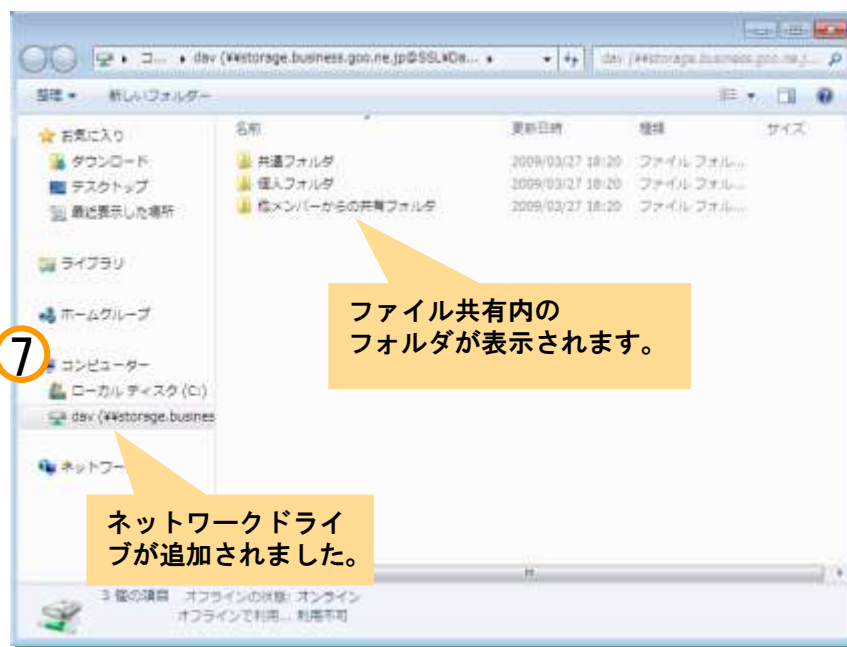 コ... dav (¥¥storage.business.goo.ne.jp@SSL¥Da...
整理 新しいフォルダー
お気に入り
ダウンロード
デスクトップ
最近表示した場所
ライブラリ
ホームグループ
7
コンピューター
ローカル ディスク (C:)
dav (¥¥storage.busines
ネットワー
名前 更新日時 種類 サイズ
共通フォルダ 2009/03/27 18:20 ファイル フォル...
個人フォルダ 2009/03/27 18:20 ファイル フォル...
他メンバーからの共有フォルダ 2009/03/27 18:20 ファイル フォル...
ファイル共有内の
フォルダが表示されます。
ネットワークドライ
ブが追加されました。
3 個の項目 オフラインの状態: オンライン
オフラインで利用... 利用不可